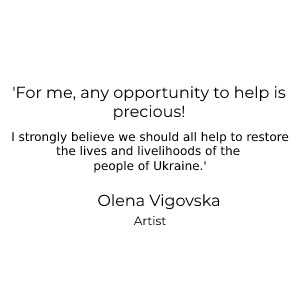 'For me, any opportunity to help is
precious!
I strongly believe we should all help to restore
the lives and livelihoods of the
people of Ukraine.'
Olena Vigovska
Artist